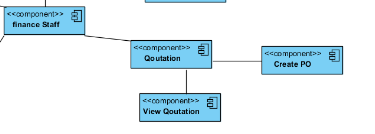 <<component>>
finance Staff
<<component>>
Qoutation
<<component>>
Create PO
<<component>>
View Qoutation